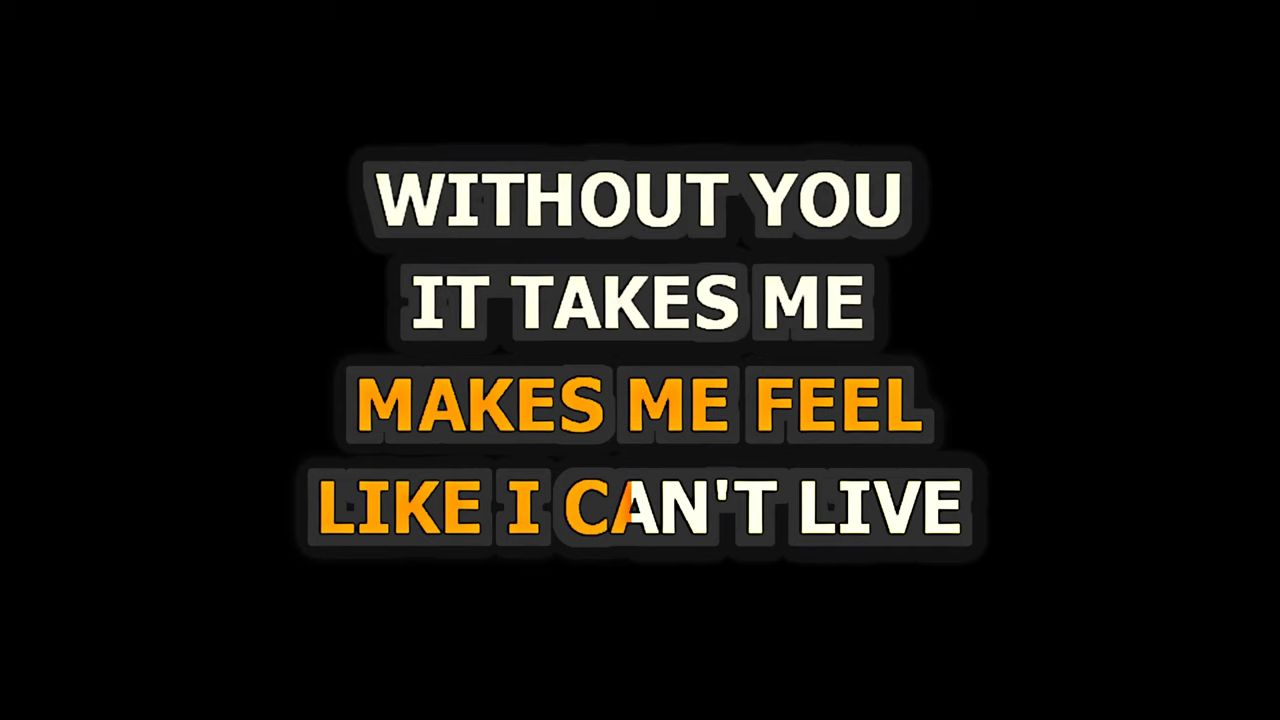 WITHOUT YOU
IT TAKES ME
MAKES ME FEEL
LIKE I CAN'T LIVE